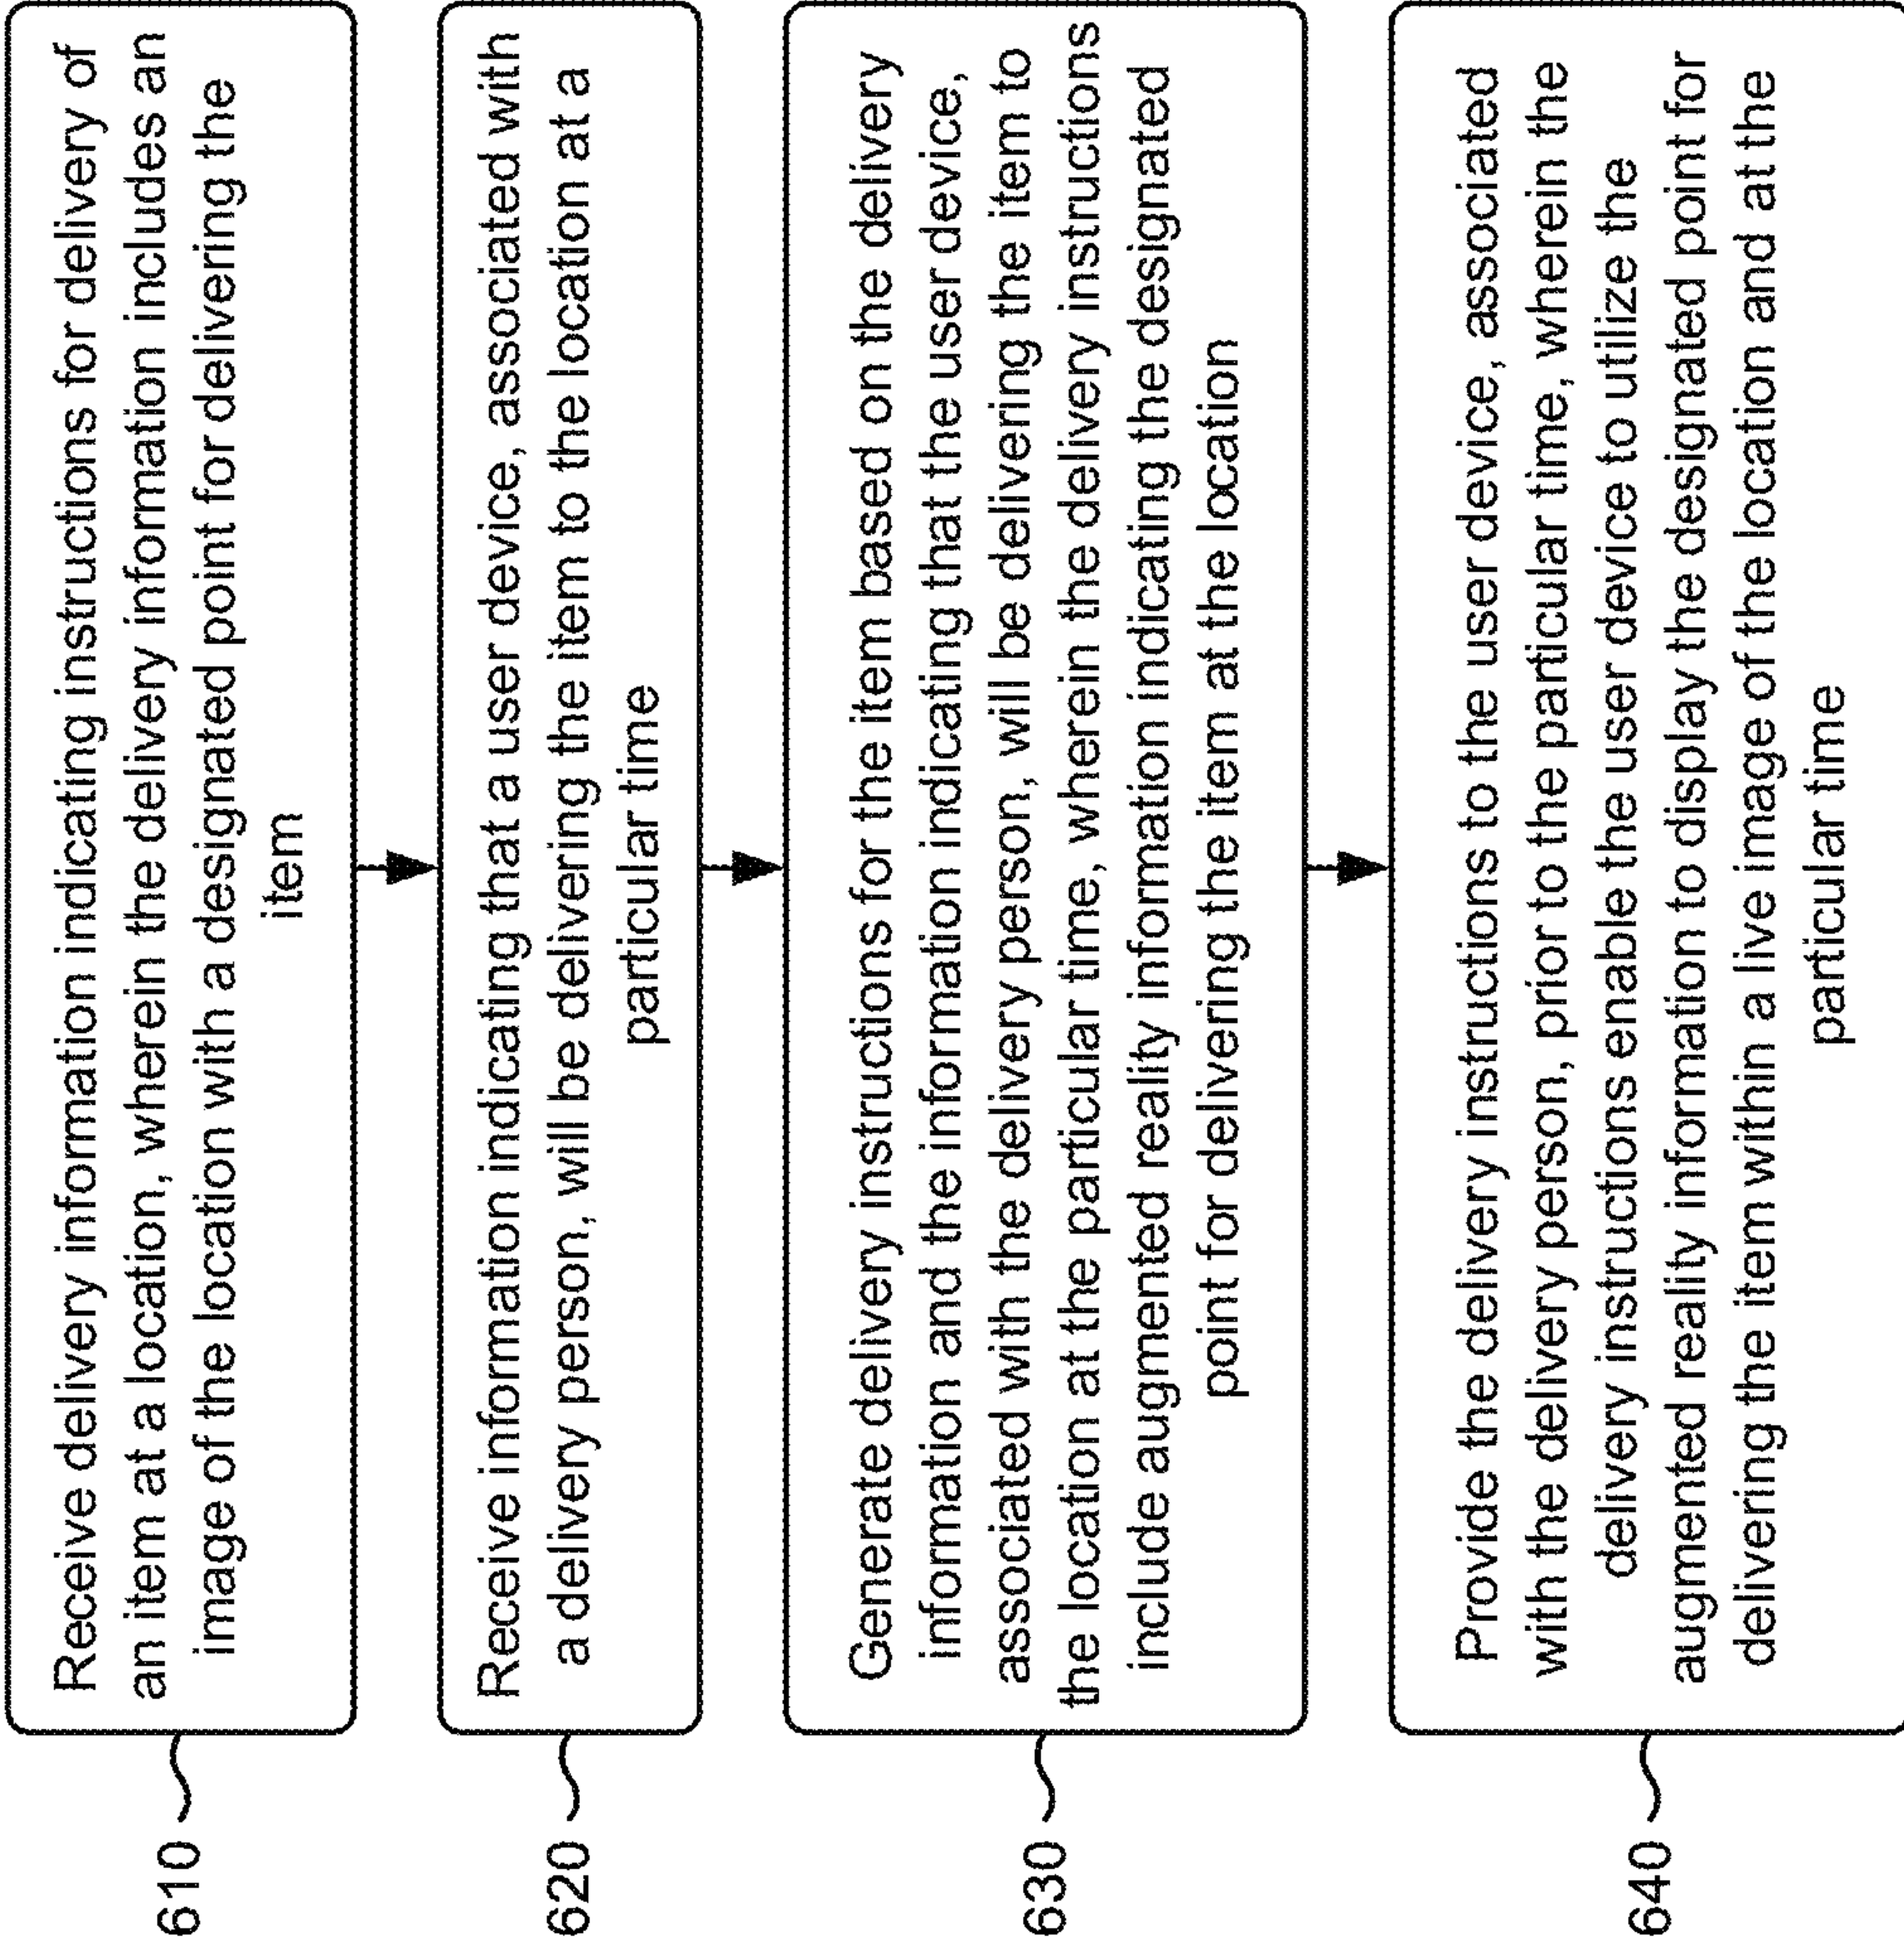 610
Receive delivery information indicating instructions for delivery of
an item at a location, wherein the delivery information includes an
image of the location with a designated point for delivering the
item
620
Receive information indicating that a user device, associated with
a delivery person, will be delivering the item to the location at a
particular time
630
Generate delivery instructions for the item based on the delivery
information and the information indicating that the user device,
associated with the delivery person, will be delivering the item to
the location at the particular time, wherein the delivery instructions
include augmented reality information indicating the designated
point for delivering the item at the location
640
Provide the delivery instructions to the user device, associated
with the delivery person, prior to the particular time, wherein the
delivery instructions enable the user device to utilize the
augmented reality information to display the designated point for
delivering the item within a live image of the location and at the
particular time